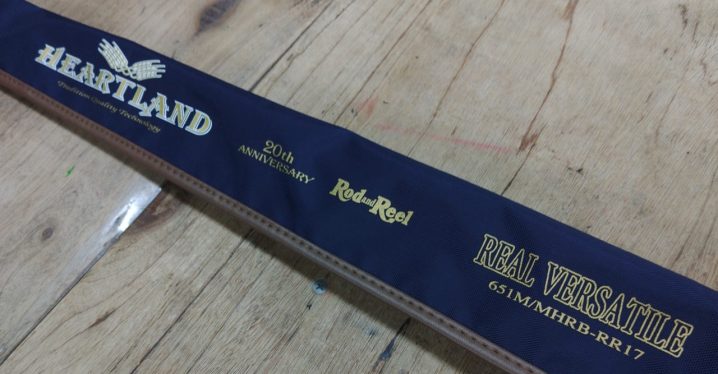 HEARTLAND
Tradition Quality Technology
20th
ANNIVERSARY
Rod and Reel
REAL VERSATILE
651M/MHRB-RR17